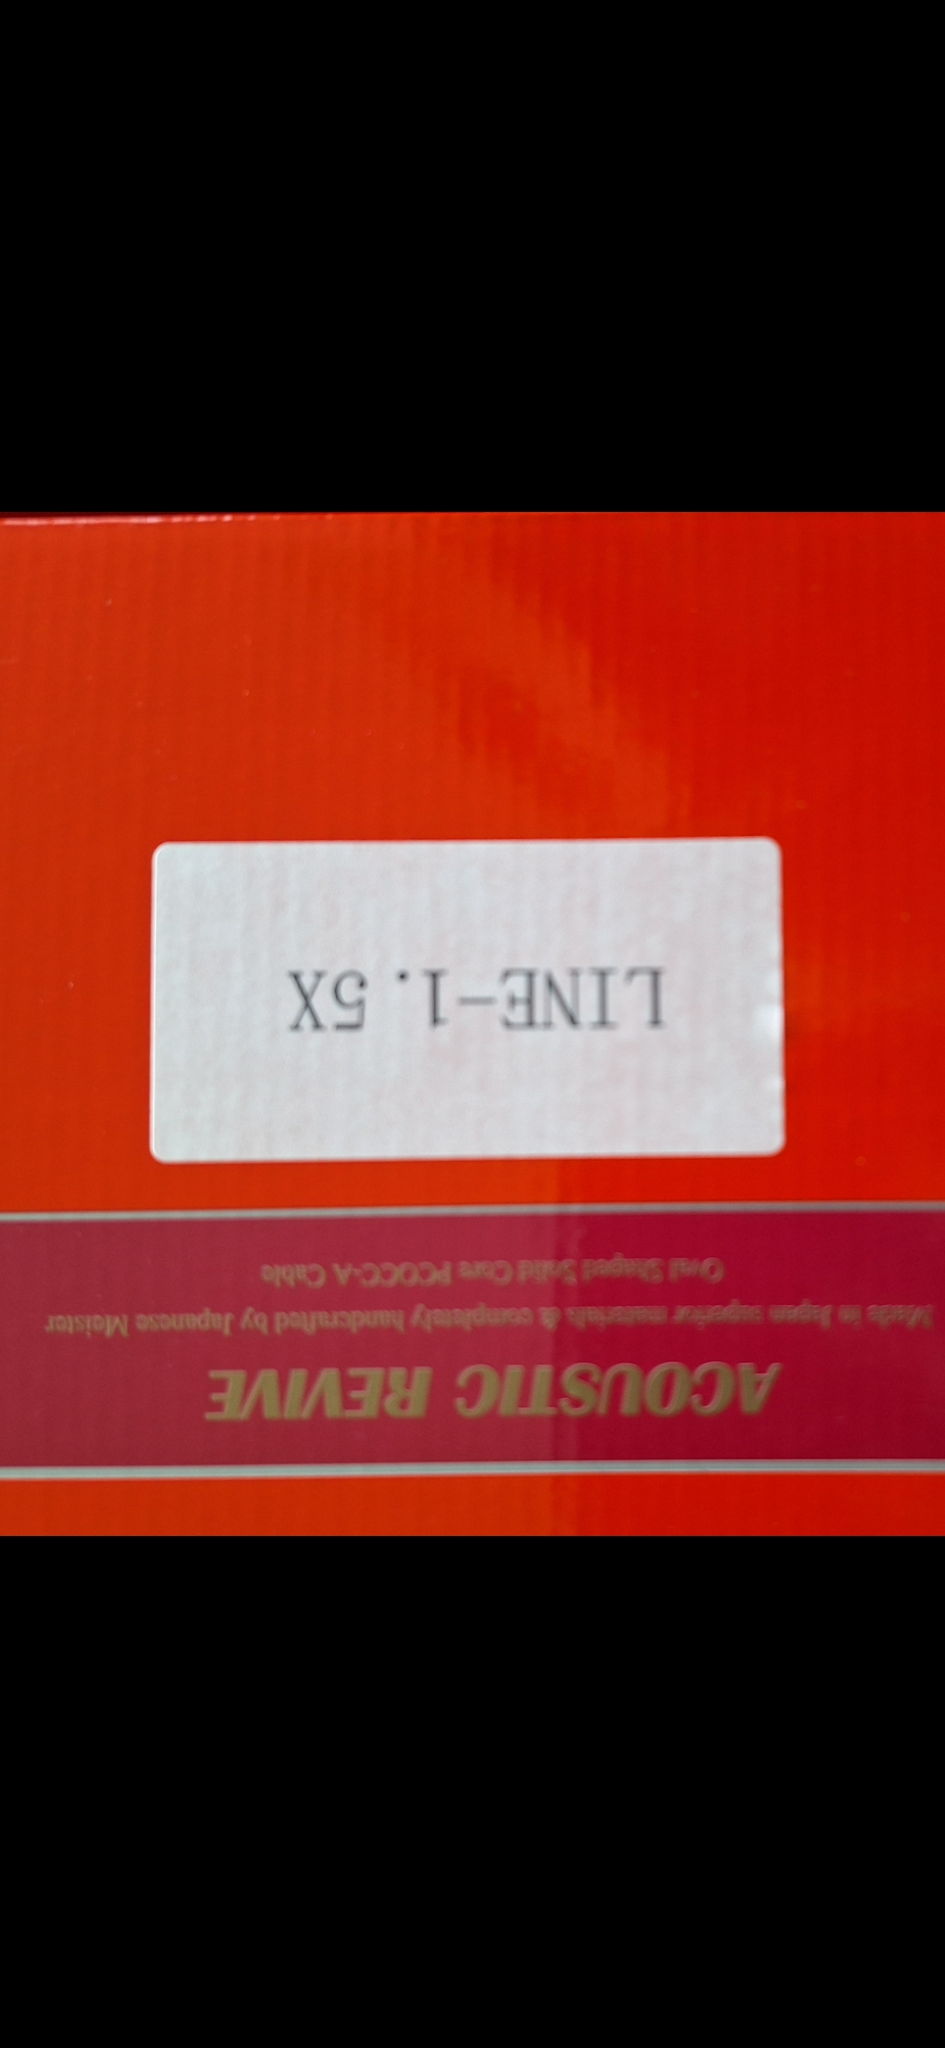 ACOUSTIC REVIVE
Made in Japan superior materials & completely handcrafted by Japanese Meister
Oval Shaped Solid Core PCOCC-A Cable
LINE-1.5X